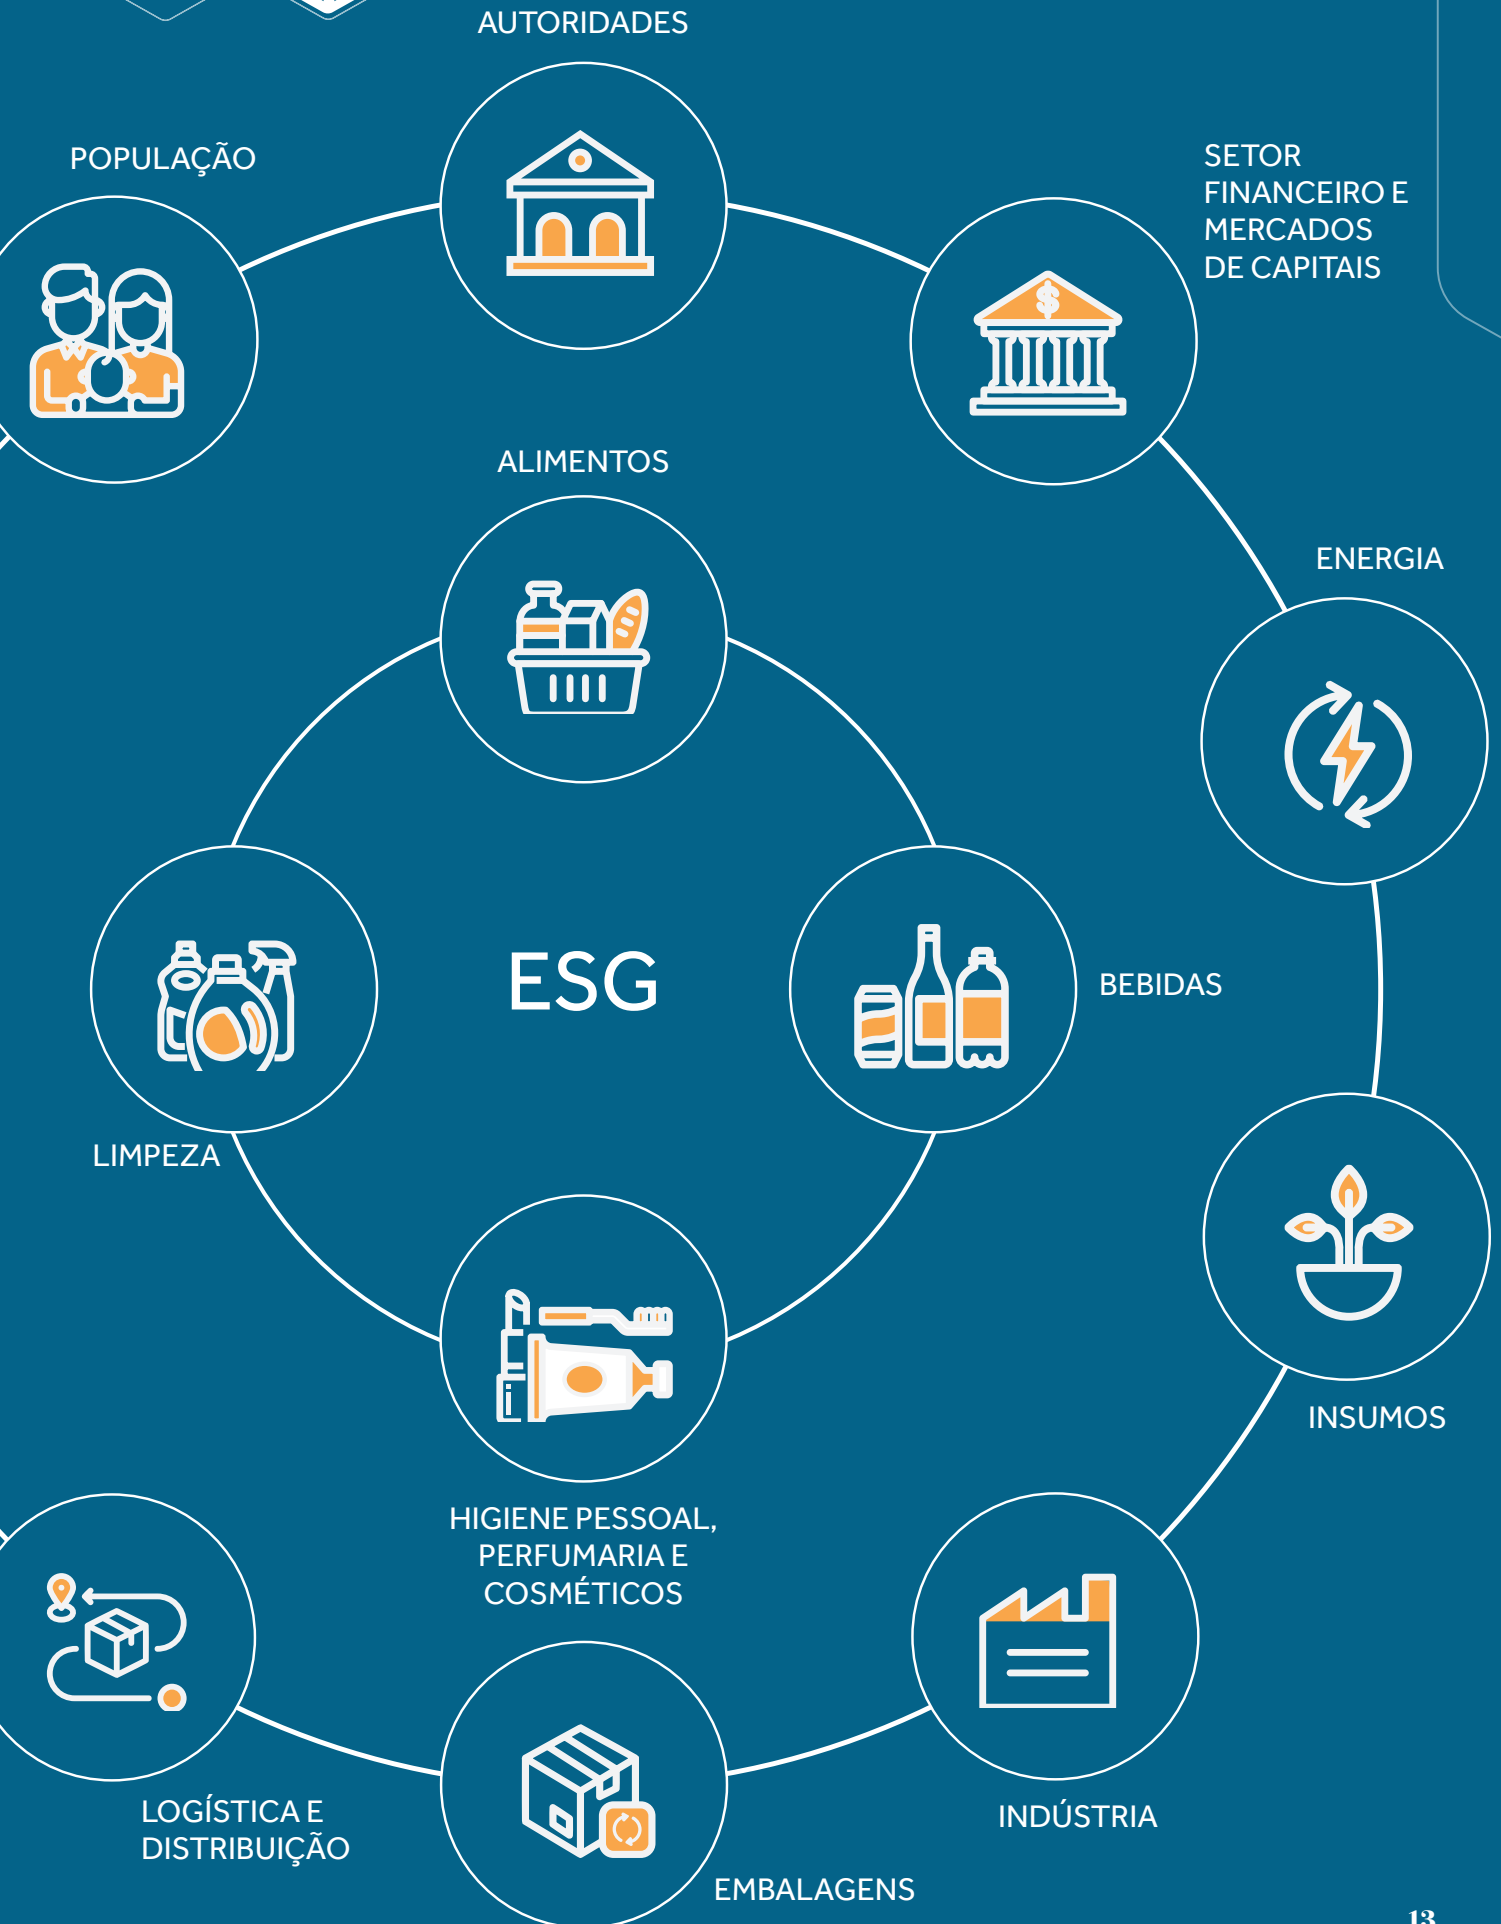 AUTORIDADES
POPULAÇÃO
SETOR
FINANCEIRO E
MERCADOS
DE CAPITAIS
$
ALIMENTOS
ENERGIA
ESG
BEBIDAS
LIMPEZA
INSUMOS
HIGIENE PESSOAL,
PERFUMARIA E
COSMÉTICOS
LOGÍSTICA E
DISTRIBUIÇÃO
INDÚSTRIA
EMBALAGENS
13